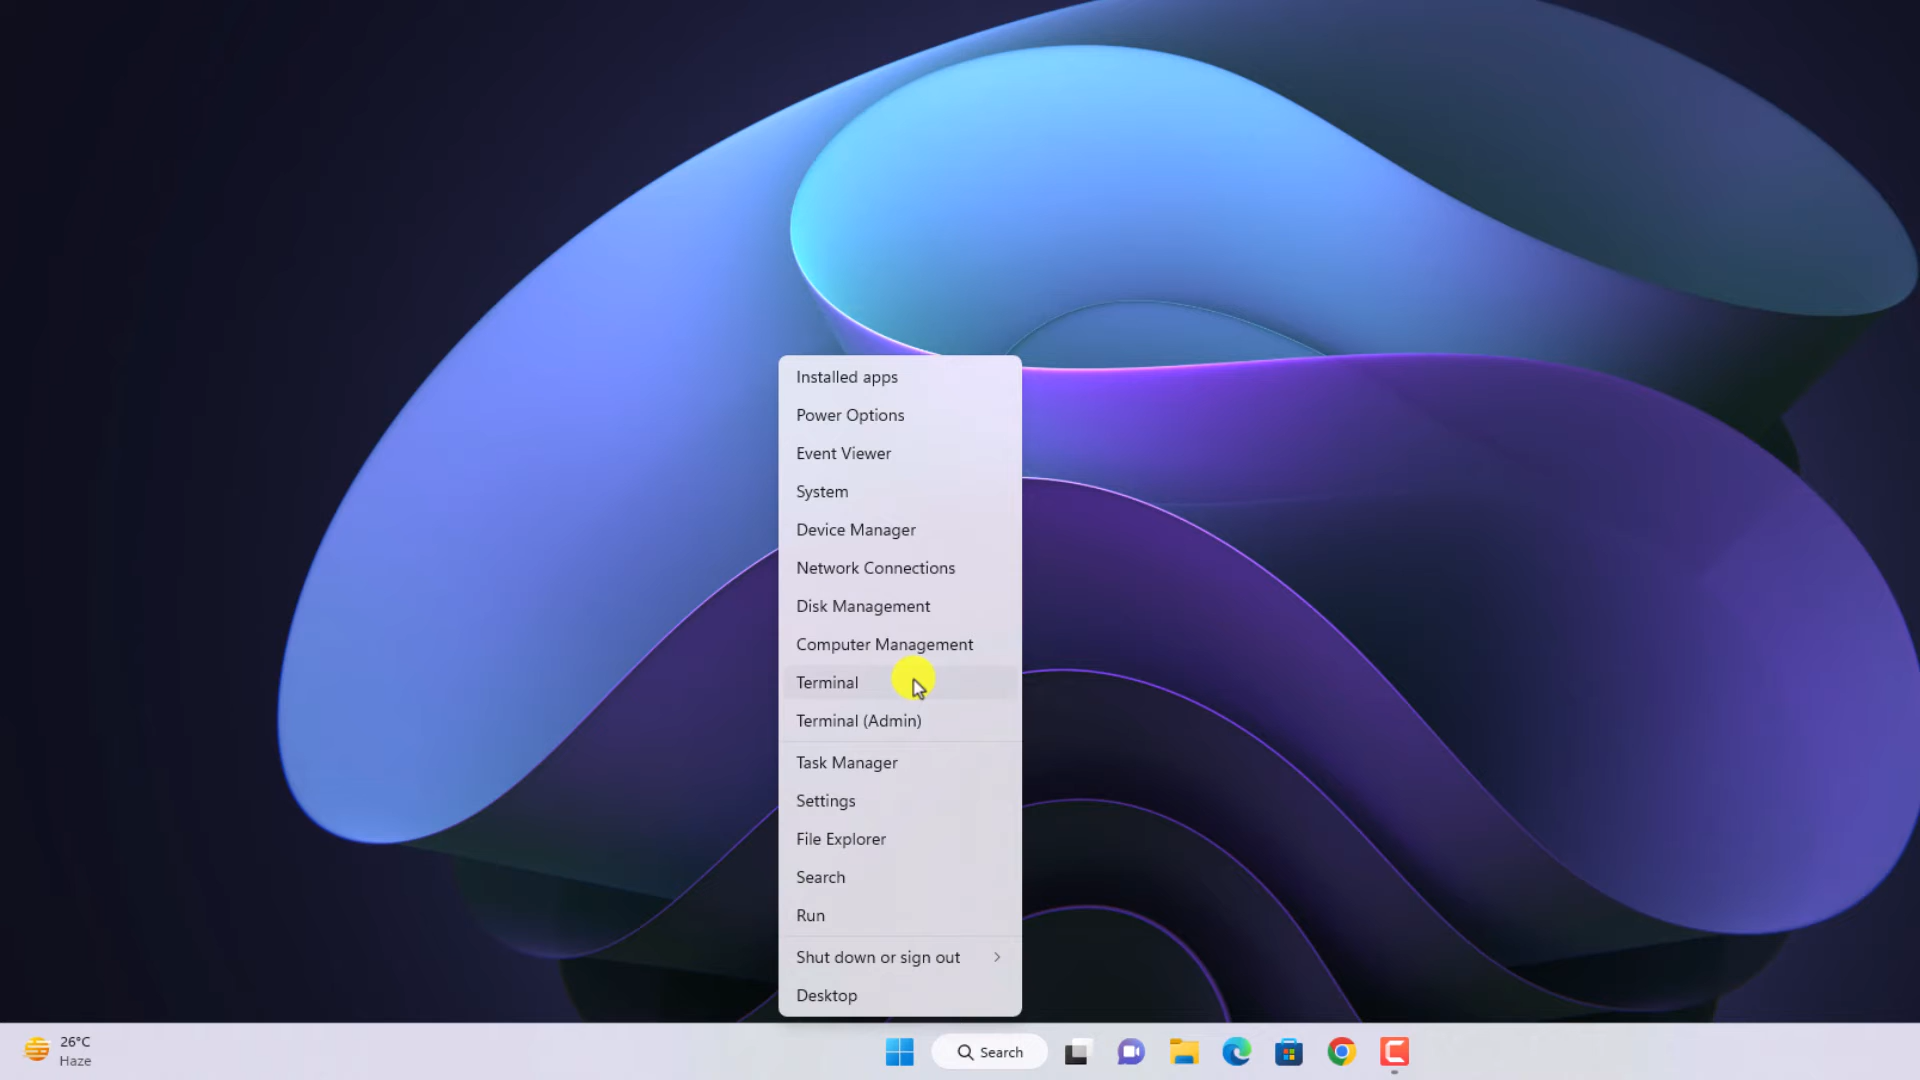 Installed apps
Power Options
Event Viewer
System
Device Manager
Network Connections
Disk Management
Computer Management
Terminal
Terminal (Admin)
Task Manager
Settings
File Explorer
Search
Run
Shut down or sign out
Desktop
26°C
Haze
Search